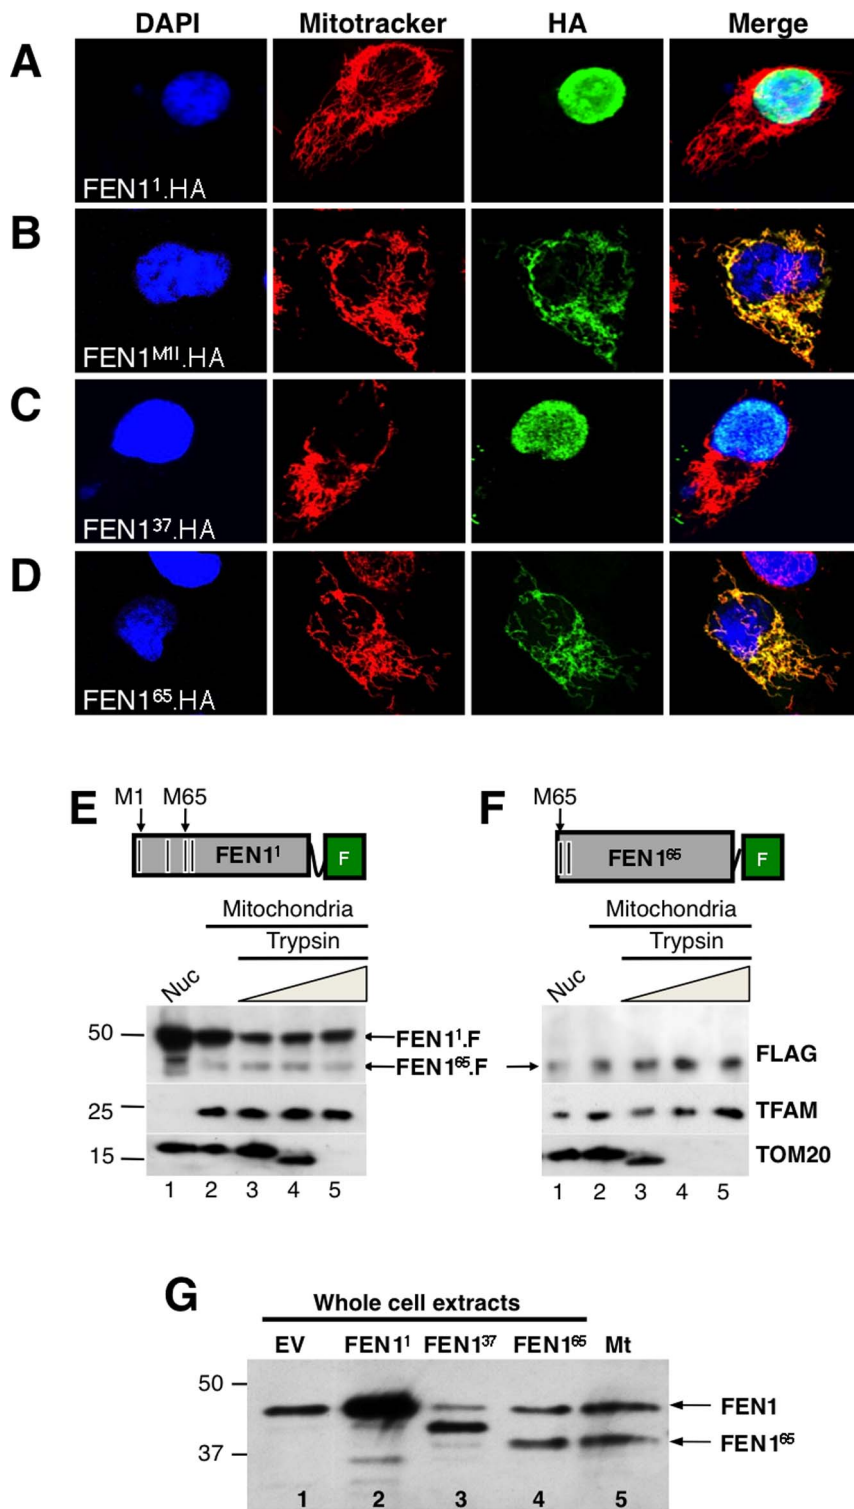 DAPI Mitotracker HA Merge
A
FEN1¹.HA
B
FEN1ᴹ¹ᴵ.HA
C
FEN1³⁷.HA
D
FEN1⁶⁵.HA
E F
M1 M65 M65
FEN1¹ F FEN1⁶⁵ F
Mitochondria Mitochondria
Trypsin Trypsin
Nuc Nuc
50 FEN1¹.F FLAG
FEN1⁶⁵.F
25 TFAM
15 TOM20
1 2 3 4 5 1 2 3 4 5
G
Whole cell extracts
EV FEN1¹ FEN1³⁷ FEN1⁶⁵ Mt
50
FEN1
37 FEN1⁶⁵
1 2 3 4 5